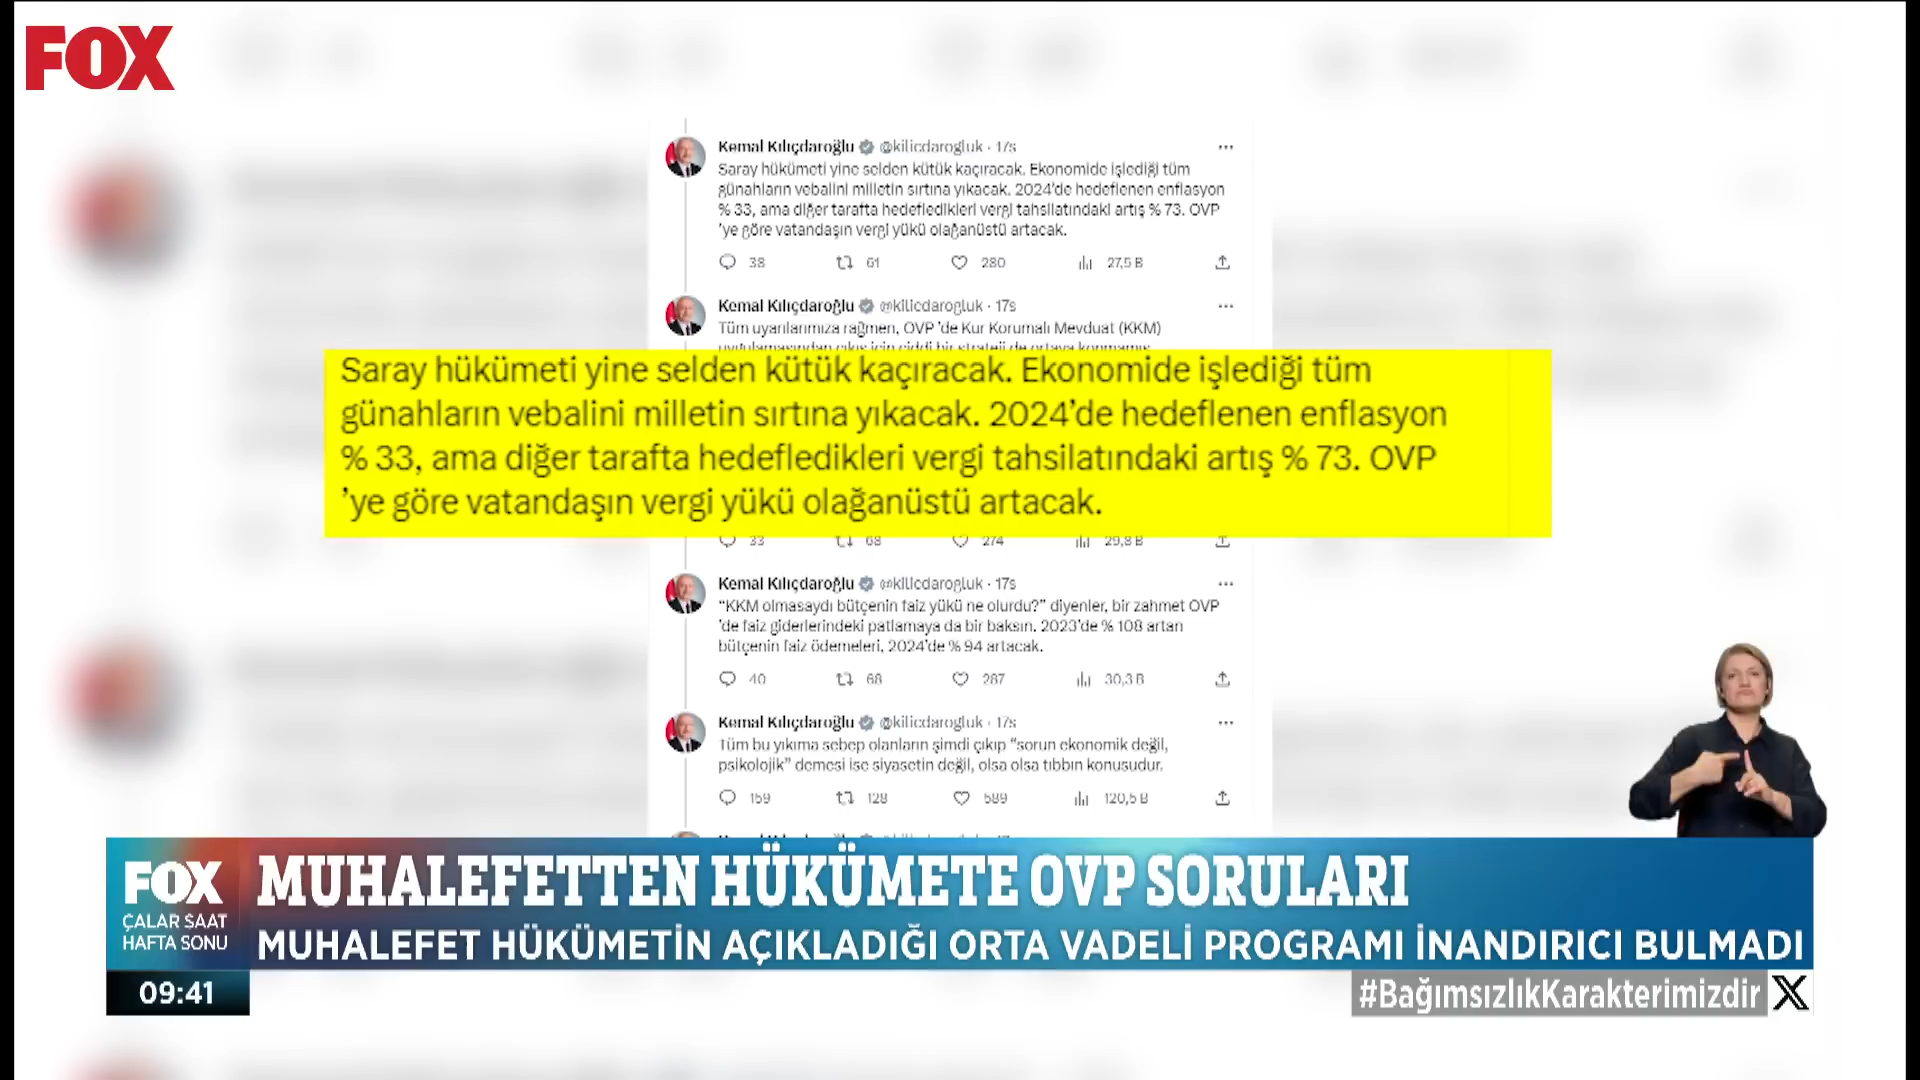 FOX
Kemal Kılıçdaroğlu @kilicdarogluk · 17s
Saray hükümeti yine selden kütük kaçıracak. Ekonomide işlediği tüm
günahların vebalini milletin sırtına yıkacak. 2024’de hedeflenen enflasyon
% 33, ama diğer tarafta hedefledikleri vergi tahsilatındaki artış % 73. OVP
’ye göre vatandaşın vergi yükü olağanüstü artacak.
38 61 280 27,5 B
Kemal Kılıçdaroğlu @kilicdarogluk · 17s
Tüm uyarılarımıza rağmen, OVP ’de Kur Korumalı Mevduat (KKM)
uygulamasından çıkış için ciddi bir strateji de ortaya konmamış
Saray hükümeti yine selden kütük kaçıracak. Ekonomide işlediği tüm
günahların vebalini milletin sırtına yıkacak. 2024’de hedeflenen enflasyon
% 33, ama diğer tarafta hedefledikleri vergi tahsilatındaki artış % 73. OVP
’ye göre vatandaşın vergi yükü olağanüstü artacak.
33 68 274 29,8 B
Kemal Kılıçdaroğlu @kilicdarogluk · 17s
“KKM olmasaydı bütçenin faiz yükü ne olurdu?” diyenler, bir zahmet OVP
’de faiz giderlerindeki patlamaya da bir baksın. 2023’de % 108 artan
bütçenin faiz ödemeleri, 2024’de % 94 artacak.
40 68 287 30,3 B
Kemal Kılıçdaroğlu @kilicdarogluk · 17s
Tüm bu yıkıma sebep olanların şimdi çıkıp “sorun ekonomik değil,
psikolojik” demesi ise siyasetin değil, olsa olsa tıbbın konusudur.
159 128 589 120,5 B
FOX
ÇALAR SAAT
HAFTA SONU
MUHALEFETTEN HÜKÜMETE OVP SORULARI
MUHALEFET HÜKÜMETİN AÇIKLADIĞI ORTA VADELİ PROGRAMI İNANDIRICI BULMADI
09:41
#BağımsızlıkKarakterimizdir X